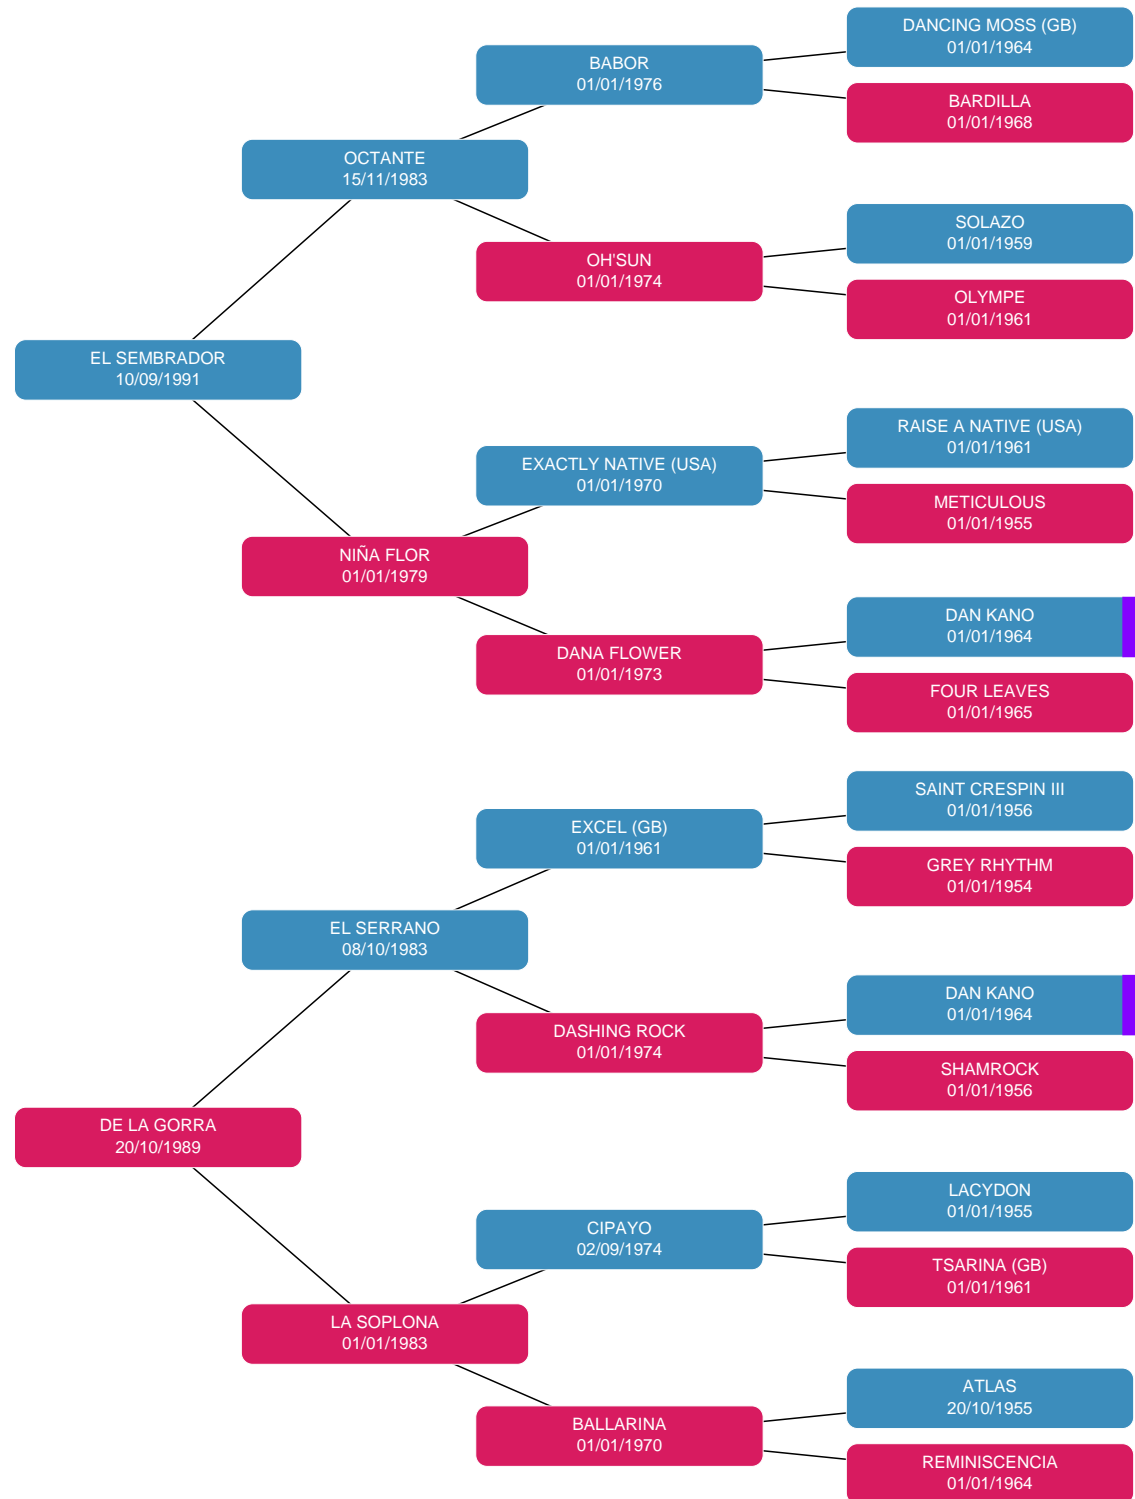 DANCING MOSS (GB)
01/01/1964
BABOR
01/01/1976
BARDILLA
01/01/1968
OCTANTE
15/11/1983
SOLAZO
01/01/1959
OH'SUN
01/01/1974
OLYMPE
01/01/1961
EL SEMBRADOR
10/09/1991
RAISE A NATIVE (USA)
01/01/1961
EXACTLY NATIVE (USA)
01/01/1970
METICULOUS
01/01/1955
NIÑA FLOR
01/01/1979
DAN KANO
01/01/1964
DANA FLOWER
01/01/1973
FOUR LEAVES
01/01/1965
SAINT CRESPIN III
01/01/1956
EXCEL (GB)
01/01/1961
GREY RHYTHM
01/01/1954
EL SERRANO
08/10/1983
DAN KANO
01/01/1964
DASHING ROCK
01/01/1974
SHAMROCK
01/01/1956
DE LA GORRA
20/10/1989
LACYDON
01/01/1955
CIPAYO
02/09/1974
TSARINA (GB)
01/01/1961
LA SOPLONA
01/01/1983
ATLAS
20/10/1955
BALLARINA
01/01/1970
REMINISCENCIA
01/01/1964